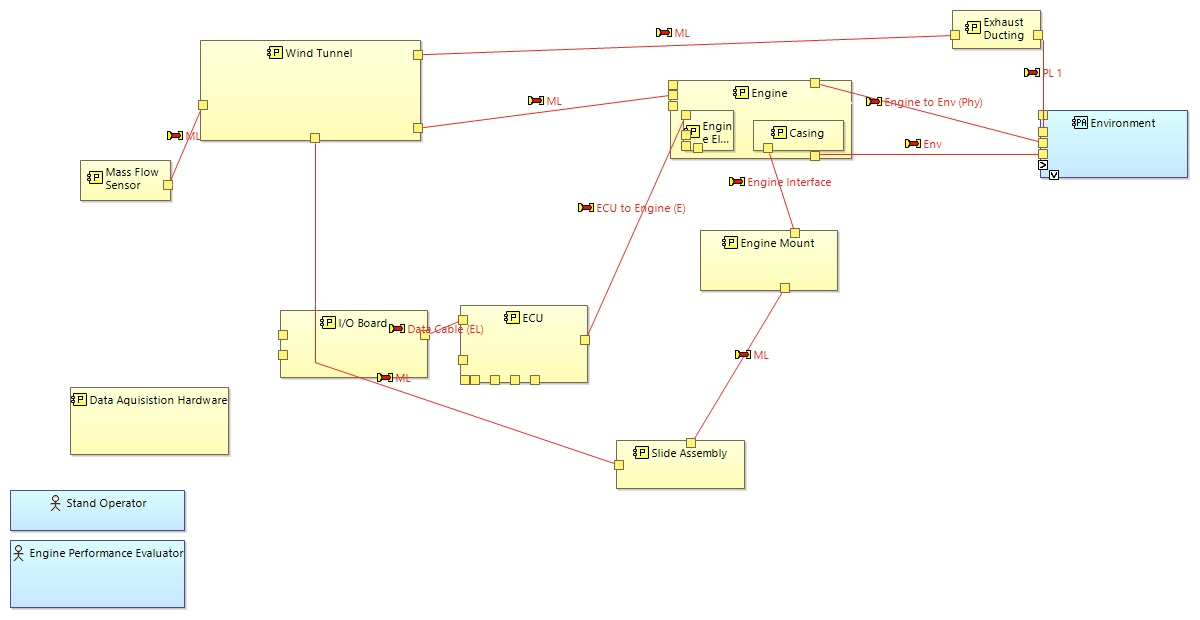 Exhaust
Ducting
ML
Wind Tunnel
PL 1
Engine
ML
Engine to Env (Phy)
Environment
Engin
e El...
Casing
ML
Env
Mass Flow
Sensor
Engine Interface
ECU to Engine (E)
Engine Mount
I/O Board
Data Cable (EL)
ECU
ML
ML
Data Aquisistion Hardware
Slide Assembly
Stand Operator
Engine Performance Evaluator